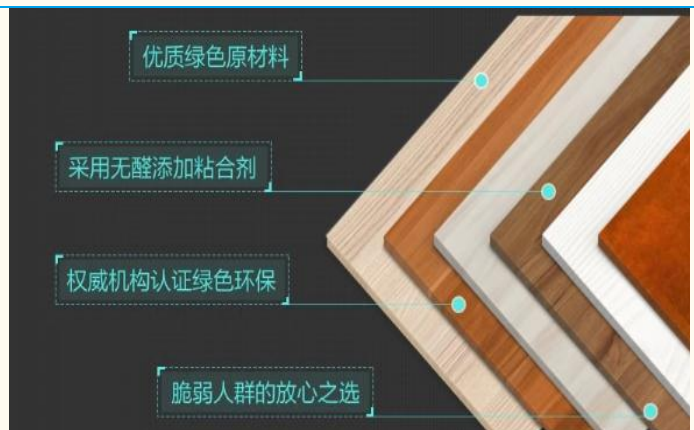 优质绿色原材料
采用无醛添加粘合剂
权威机构认证绿色环保
脆弱人群的放心之选